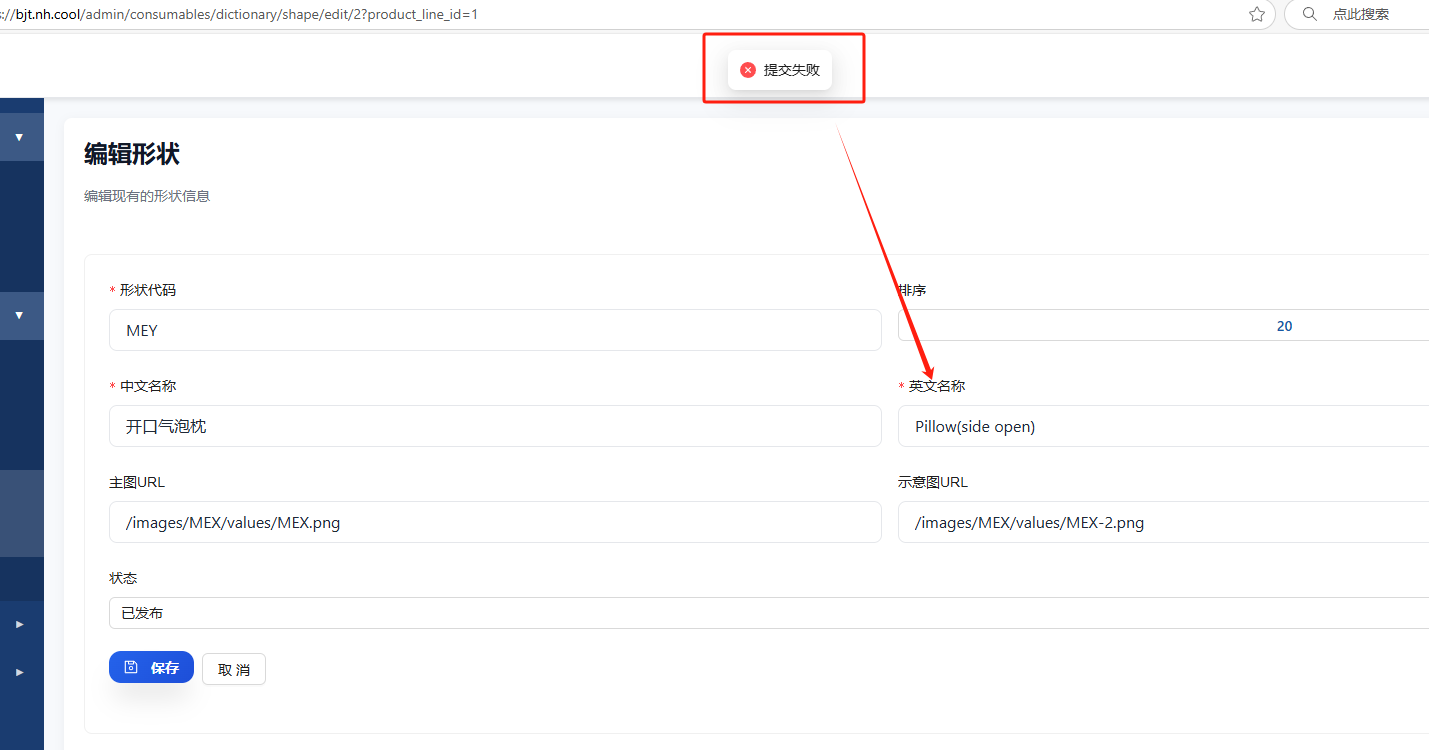 ://bjt.nh.cool/admin/consumables/dictionary/shape/edit/2?product_line_id=1
点此搜索
提交失败
编辑形状
编辑现有的形状信息
* 形状代码
排序
MEY
20
* 中文名称
* 英文名称
开口气泡枕
Pillow(side open)
主图URL
示意图URL
/images/MEX/values/MEX.png
/images/MEX/values/MEX-2.png
状态
已发布
保存
取 消